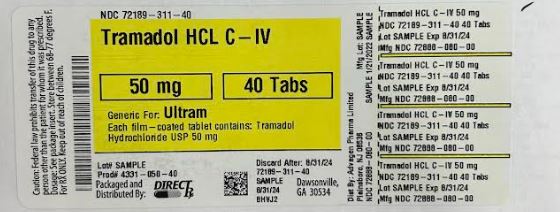 Caution: Federal law prohibits transfer of this drug to any
person other than the patient for whom it was prescribed.
Dosage: See package insert. Store between 68-77 degrees F.
For RX ONLY. Keep out of reach of children.
NDC 72189-311-40
Tramadol HCL C-IV
50 mg
40 Tabs
Generic For: Ultram
Each film-coated tablet contains: Tramadol
Hydrochloride USP 50 mg
Lot# SAMPLE
Prod# 4331-050-40
Packaged and
Distributed By:
DIRECT Rx
Discard After: 8/31/24
72189-311-40
SAMPLE
8/31/24
BHVJ2
Dawsonville,
GA 30534
Mfg Lot: SAMPLE
SAMPLE 1/21/2022 SAMPLE
Dist By: Advagen Pharma Limited
Plainsboro, NJ 08536
NDC 72888-080-00
Tramadol HCL C-IV 50 mg
NDC 72189-311-40 40 Tabs
Lot SAMPLE Exp 8/31/24
Mfg NDC 72888-080-00
Tramadol HCL C-IV 50 mg
NDC 72189-311-40 40 Tabs
Lot SAMPLE Exp 8/31/24
Mfg NDC 72888-080-00
Tramadol HCL C-IV 50 mg
NDC 72189-311-40 40 Tabs
Lot SAMPLE Exp 8/31/24
Mfg NDC 72888-080-00
Tramadol HCL C-IV 50 mg
NDC 72189-311-40 40 Tabs
Lot SAMPLE Exp 8/31/24
Mfg NDC 72888-080-00